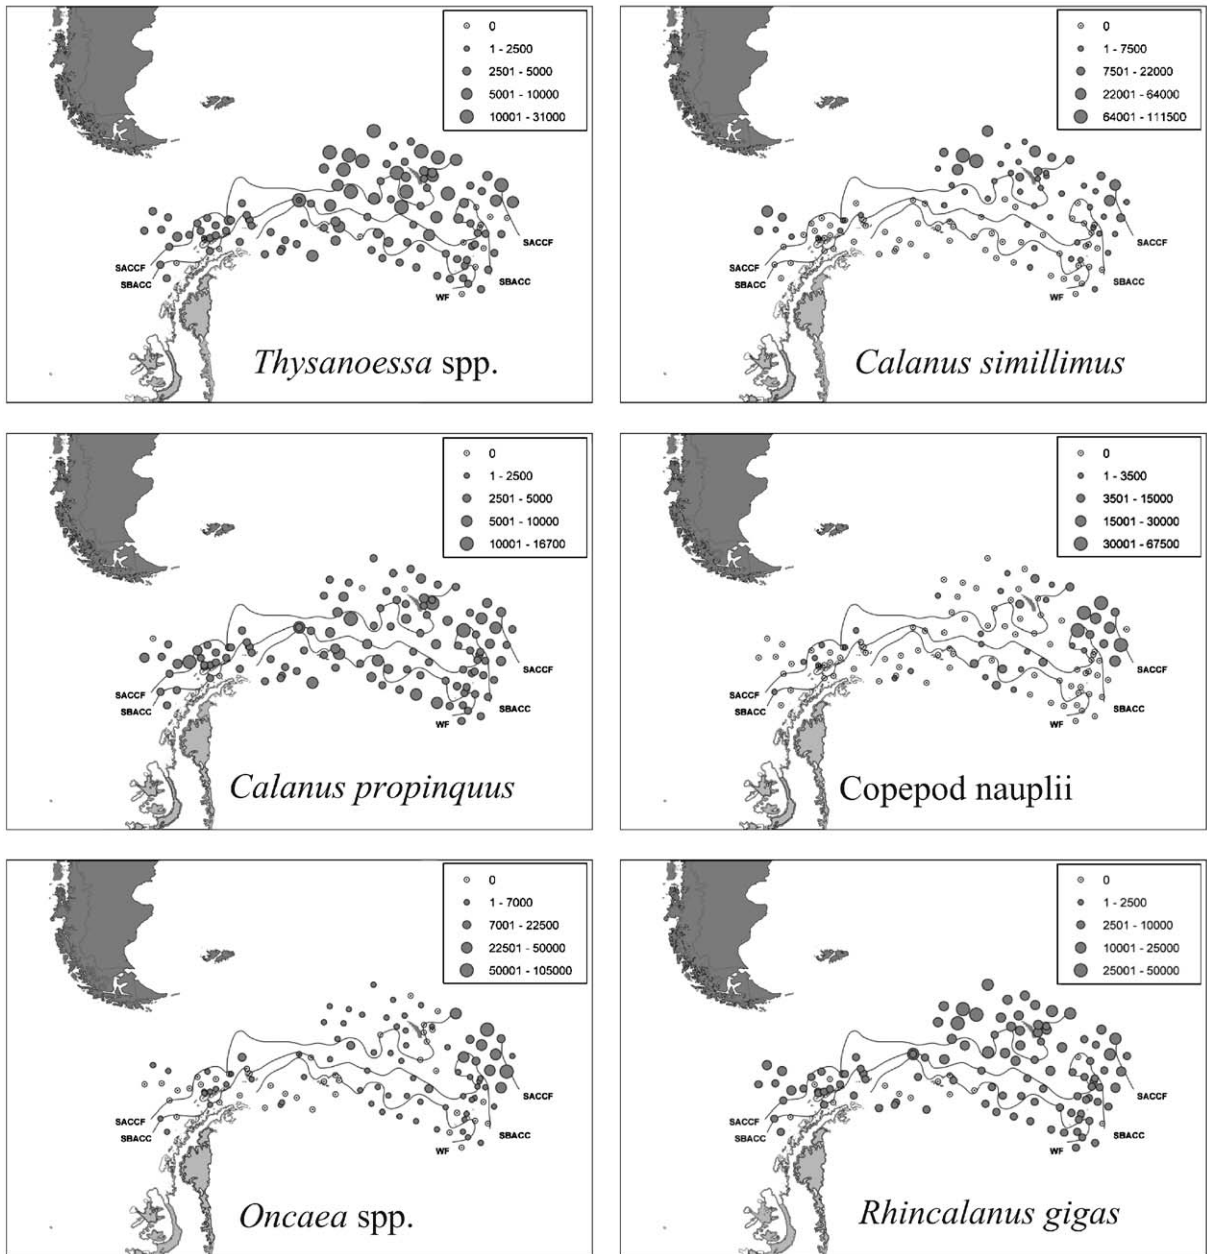 0
1 - 2500
2501 - 5000
5001 - 10000
10001 - 31000
SACCF
SACCF
SBACC
SBACC
WF
Thysanoessa spp.
0
1 - 7500
7501 - 22000
22001 - 64000
64001 - 111500
SACCF
SACCF
SBACC
SBACC
WF
Calanus simillimus
0
1 - 2500
2501 - 5000
5001 - 10000
10001 - 16700
SACCF
SACCF
SBACC
SBACC
WF
Calanus propinquus
0
1 - 3500
3501 - 15000
15001 - 30000
30001 - 67500
SACCF
SACCF
SBACC
SBACC
WF
Copepod nauplii
0
1 - 7000
7001 - 22500
22501 - 50000
50001 - 105000
SACCF
SACCF
SBACC
SBACC
WF
Oncaea spp.
0
1 - 2500
2501 - 10000
10001 - 25000
25001 - 50000
SACCF
SACCF
SBACC
SBACC
WF
Rhincalanus gigas